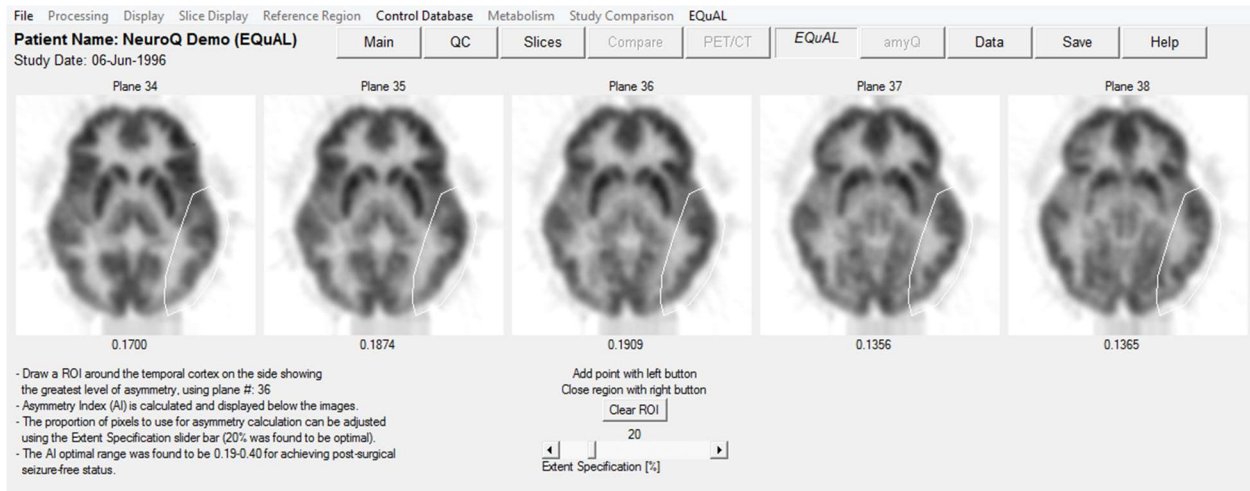 File Processing Display Slice Display Reference Region Control Database Metabolism Study Comparison EQuAL
Patient Name: NeuroQ Demo (EQuAL)
Study Date: 06-Jun-1996
Main QC Slices Compare PET/CT EQuAL amyQ Data Save Help
Plane 34 Plane 35 Plane 36 Plane 37 Plane 38
0.1700 0.1874 0.1909 0.1356 0.1365
- Draw a ROI around the temporal cortex on the side showing
the greatest level of asymmetry, using plane #: 36
- Asymmetry Index (AI) is calculated and displayed below the images.
- The proportion of pixels to use for asymmetry calculation can be adjusted
using the Extent Specification slider bar (20% was found to be optimal).
- The AI optimal range was found to be 0.19-0.40 for achieving post-surgical
seizure-free status.
Add point with left button
Close region with right button
Clear ROI
20
Extent Specification [%]